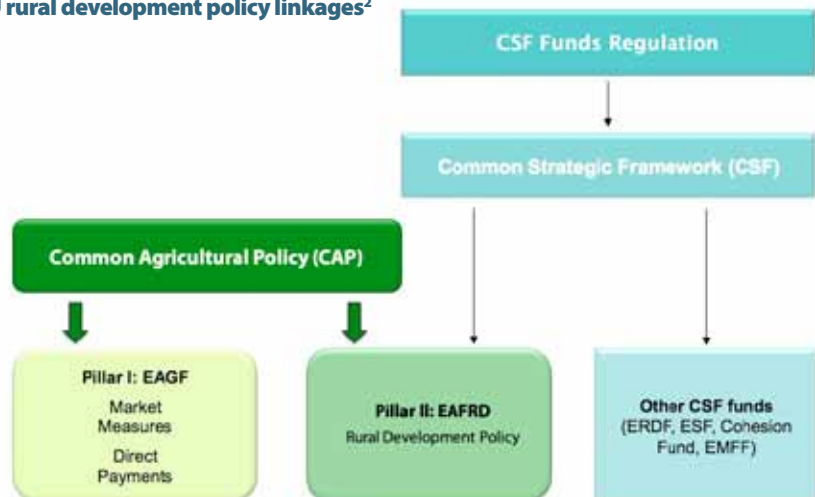 rural development policy linkages²
CSF Funds Regulation
Common Strategic Framework (CSF)
Common Agricultural Policy (CAP)
Pillar I: EAGF
Market
Measures
Direct
Payments
Pillar II: EAFRD
Rural Development Policy
Other CSF funds
(ERDF, ESF, Cohesion
Fund, EMFF)